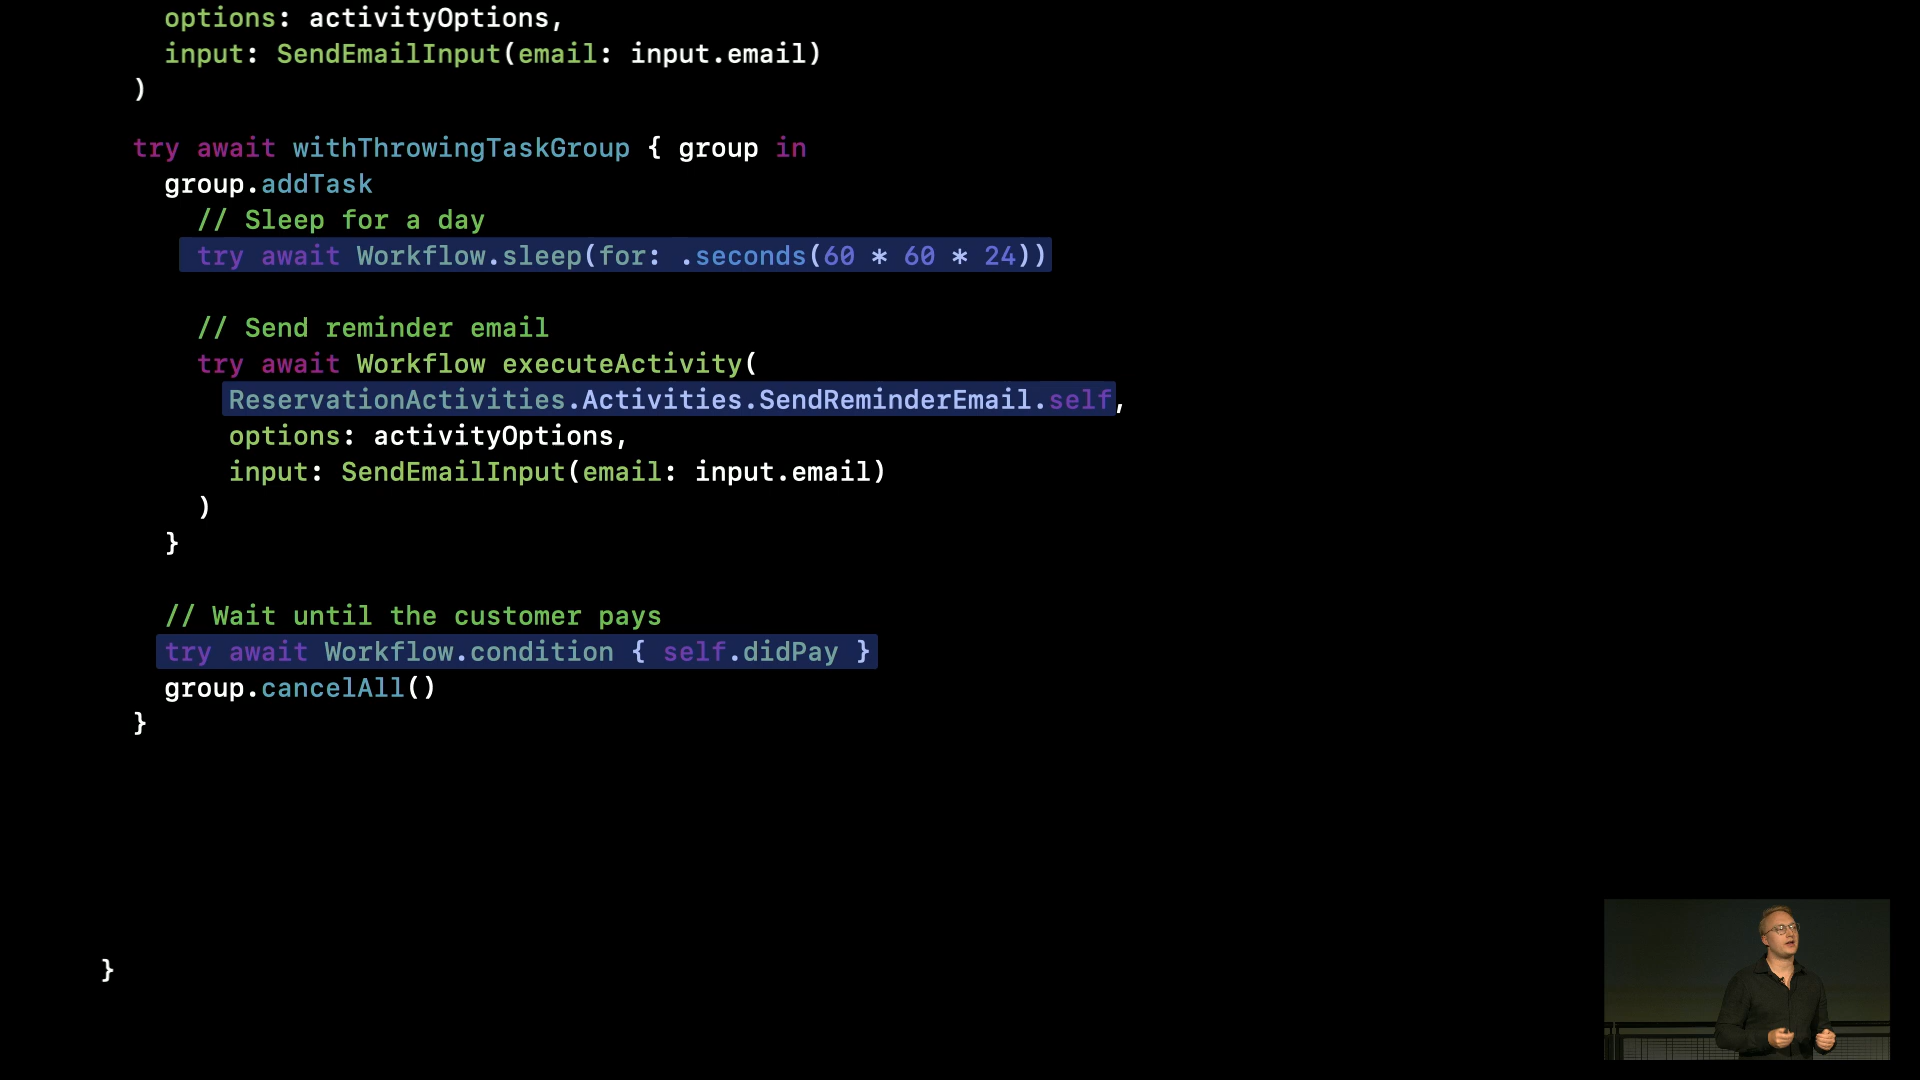 options: activityOptions,
input: SendEmailInput(email: input.email)
)
try await withThrowingTaskGroup { group in
group.addTask
// Sleep for a day
try await Workflow.sleep(for: .seconds(60 * 60 * 24))
// Send reminder email
try await Workflow executeActivity(
ReservationActivities.Activities.SendReminderEmail.self,
options: activityOptions,
input: SendEmailInput(email: input.email)
)
}
// Wait until the customer pays
try await Workflow.condition { self.didPay }
group.cancelAll()
}
}